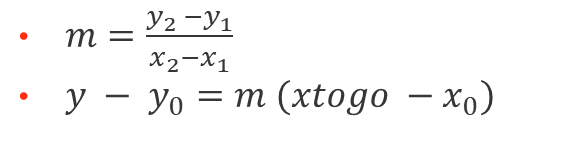 • m = y₂ −y₁ / x₂−x₁
• y − y₀ = m (xtogo − x₀)